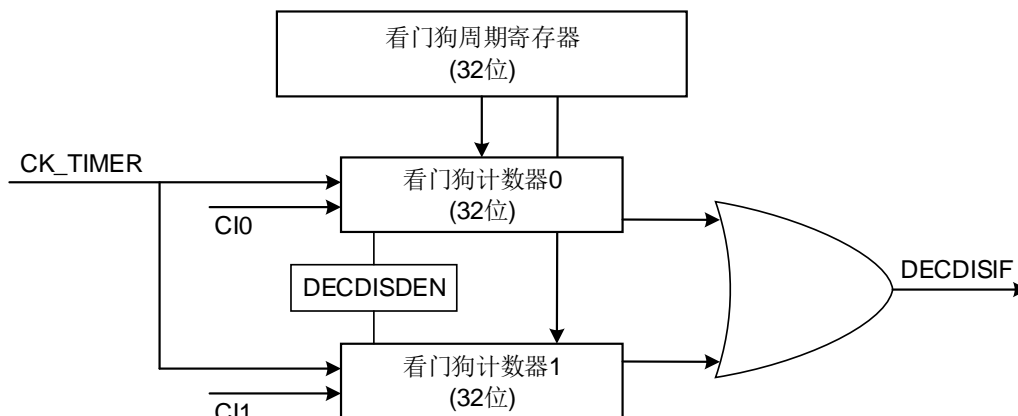 看门狗周期寄存器
(32位)
CK_TIMER
看门狗计数器0
(32位)
CI0
DECDISDEN
DECDISIF
看门狗计数器1
(32位)
CI1